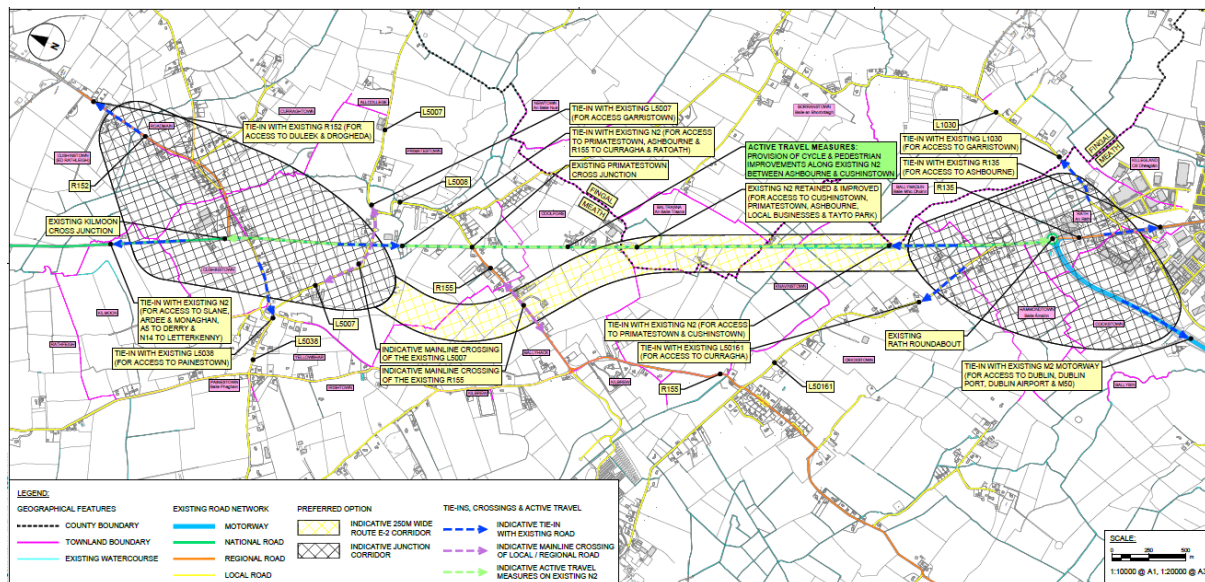 N
L5007
TIE-IN WITH EXISTING L5007
(FOR ACCESS GARRISTOWN)
TIE-IN WITH EXISTING R152 (FOR
ACCESS TO DULEEK & DROGHEDA)
TIE-IN WITH EXISTING N2 (FOR ACCESS
TO PRIMATESTOWN, ASHBOURNE &
R155 TO CURRAGHA & RATOATH)
EXISTING PRIMATESTOWN
CROSS JUNCTION
ACTIVE TRAVEL MEASURES:
PROVISION OF CYCLE & PEDESTRIAN
IMPROVEMENTS ALONG EXISTING N2
BETWEEN ASHBOURNE & CUSHINSTOWN
L1030
TIE-IN WITH EXISTING L1030
(FOR ACCESS TO GARRISTOWN)
TIE-IN WITH EXISTING R135
(FOR ACCESS TO ASHBOURNE)
FINGAL
MEATH
R152
L5008
FINGAL
MEATH
EXISTING N2 RETAINED & IMPROVED
(FOR ACCESS TO CUSHINSTOWN,
PRIMATESTOWN, ASHBOURNE,
LOCAL BUSINESSES & TAYTO PARK)
R135
EXISTING KILMOON
CROSS JUNCTION
CUSHINSTOWN
R155
TIE-IN WITH EXISTING N2
(FOR ACCESS TO SLANE,
ARDEE & MONAGHAN,
A5 TO DERRY &
N14 TO LETTERKENNY)
L5007
TIE-IN WITH EXISTING L5038
(FOR ACCESS TO PAINESTOWN)
L5038
INDICATIVE MAINLINE CROSSING
OF THE EXISTING L5007
INDICATIVE MAINLINE CROSSING
OF THE EXISTING R155
TIE-IN WITH EXISTING N2 (FOR ACCESS
TO PRIMATESTOWN & CUSHINSTOWN)
TIE-IN WITH EXISTING L50161
(FOR ACCESS TO CURRAGHA)
EXISTING
RATH ROUNDABOUT
R155
L50161
TIE-IN WITH EXISTING M2 MOTORWAY
(FOR ACCESS TO DUBLIN, DUBLIN
PORT, DUBLIN AIRPORT & M50)
LEGEND:
GEOGRAPHICAL FEATURES
COUNTY BOUNDARY
TOWNLAND BOUNDARY
EXISTING WATERCOURSE
EXISTING ROAD NETWORK
MOTORWAY
NATIONAL ROAD
REGIONAL ROAD
LOCAL ROAD
PREFERRED OPTION
INDICATIVE 250M WIDE
ROUTE E-2 CORRIDOR
INDICATIVE JUNCTION
CORRIDOR
TIE-INS, CROSSINGS & ACTIVE TRAVEL
INDICATIVE TIE-IN
WITH EXISTING ROAD
INDICATIVE MAINLINE CROSSING
OF LOCAL / REGIONAL ROAD
INDICATIVE ACTIVE TRAVEL
MEASURES ON EXISTING N2
SCALE:
0 250 500
m
1:10000 @ A1, 1:20000 @ A3